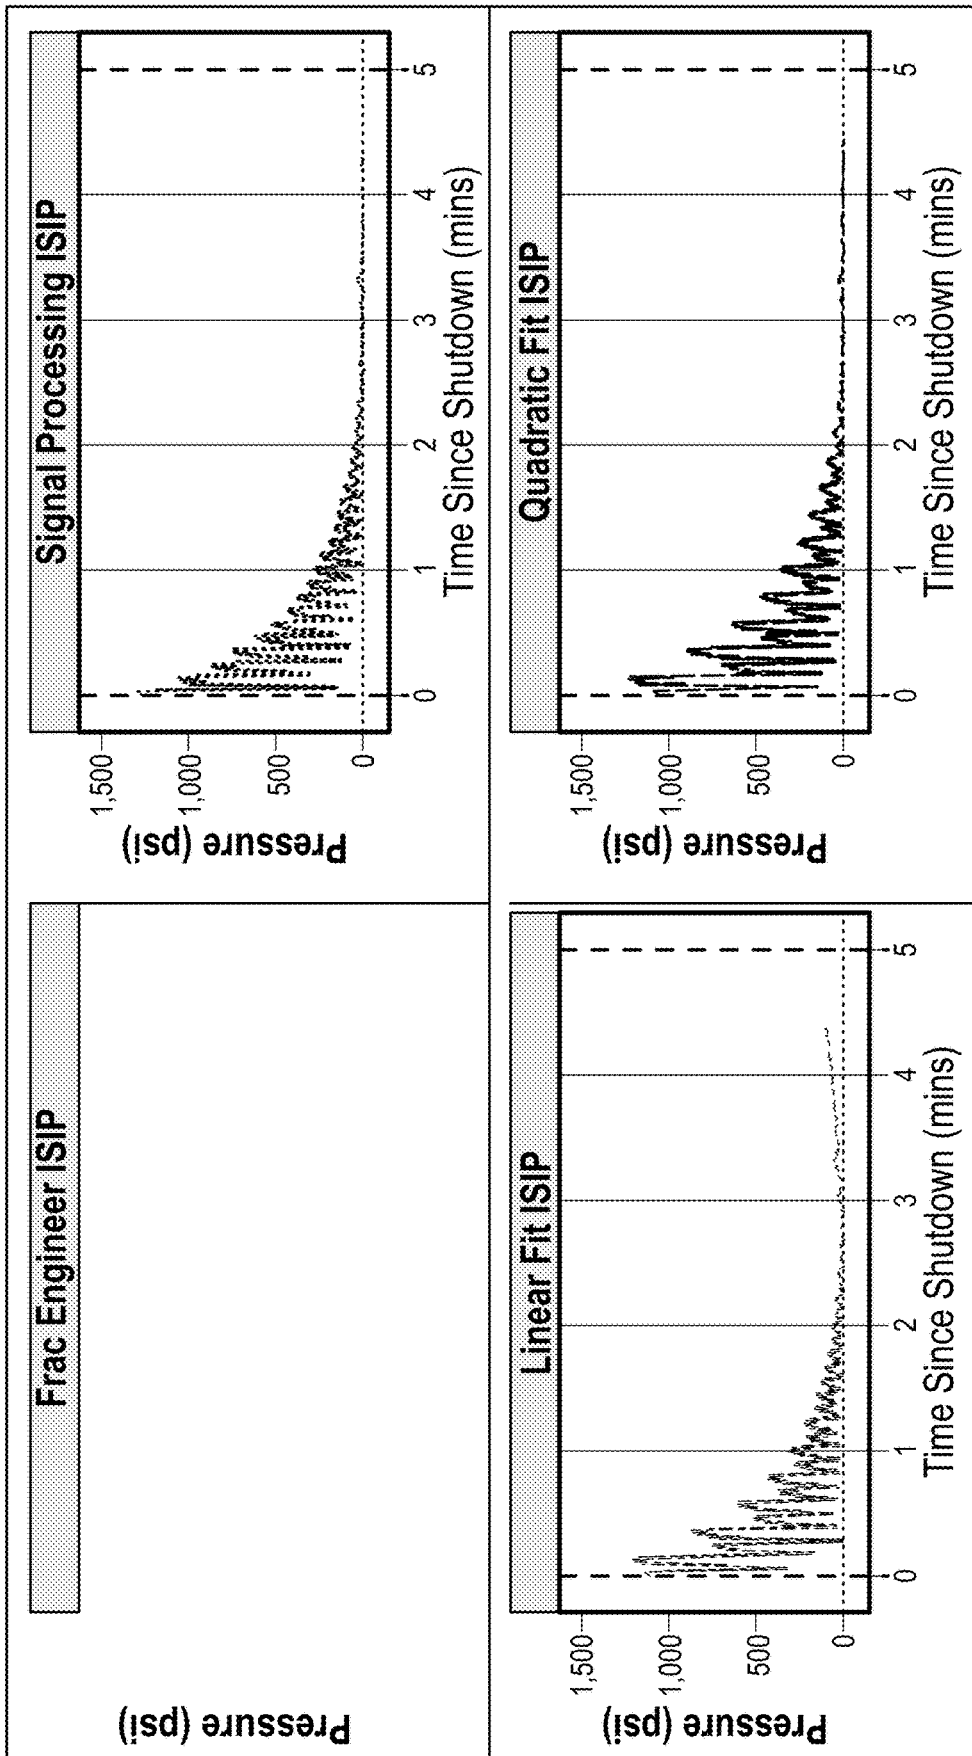 Frac Engineer ISIP
Pressure (psi)
Signal Processing ISIP
Pressure (psi)
1,500
1,000
500
0
0 1 2 3 4 5
Time Since Shutdown (mins)
Linear Fit ISIP
Pressure (psi)
1,500
1,000
500
0
0 1 2 3 4 5
Time Since Shutdown (mins)
Quadratic Fit ISIP
Pressure (psi)
1,500
1,000
500
0
0 1 2 3 4 5
Time Since Shutdown (mins)